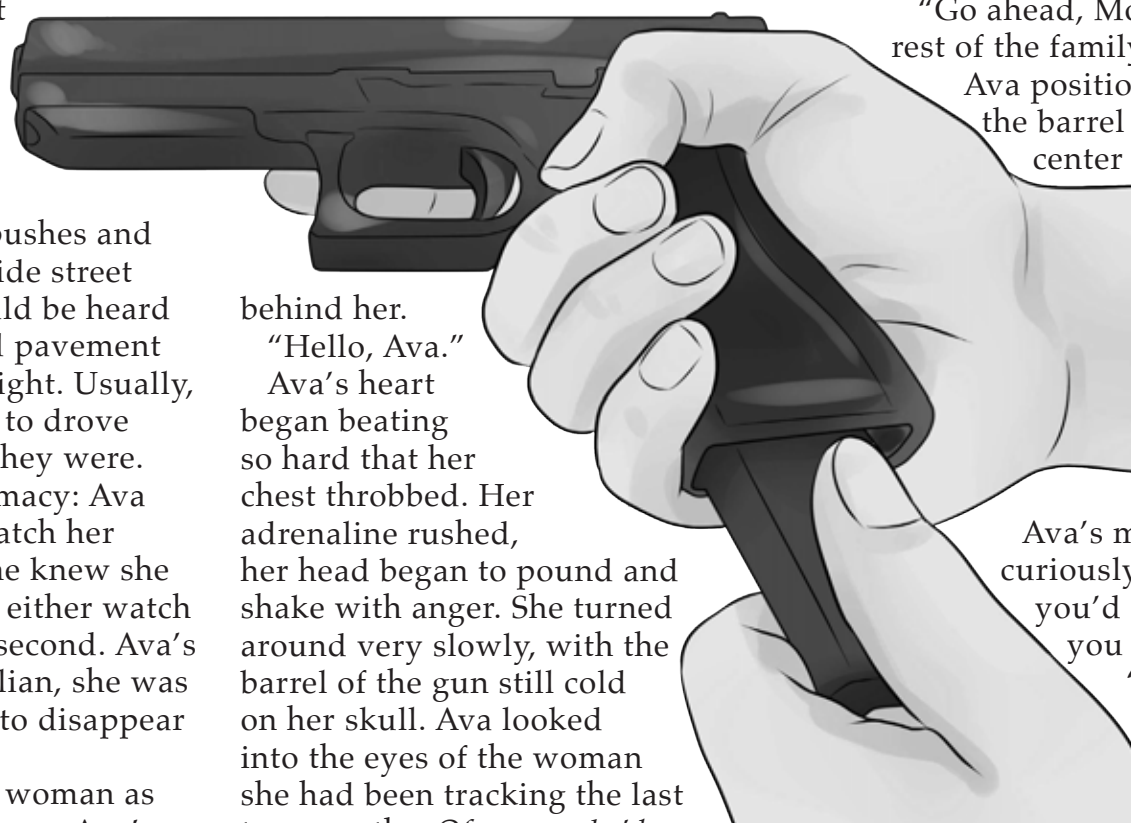 pushes and
ide street
ld be heard
l pavement
ight. Usually,
to drove
hey were.
macy: Ava
atch her
ne knew she
either watch
second. Ava's
lian, she was
to disappear
woman as
behind her.
“Hello, Ava.”
Ava's heart
began beating
so hard that her
chest throbbed. Her
adrenaline rushed,
her head began to pound and
shake with anger. She turned
around very slowly, with the
barrel of the gun still cold
on her skull. Ava looked
into the eyes of the woman
she had been tracking the last
“Go ahead, Mo
rest of the family
Ava positio
the barrel
center
Ava's m
curiously
you'd
you